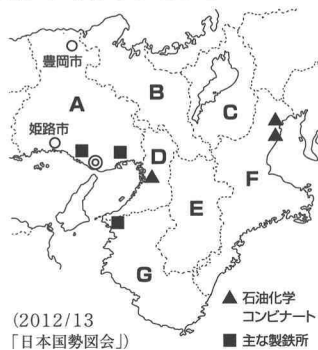 豊岡市
A
B
C
姫路市
D
F
E
G
▲ 石油化学
コンビナート
■ 主な製鉄所
(2012/13
「日本国勢図会」)